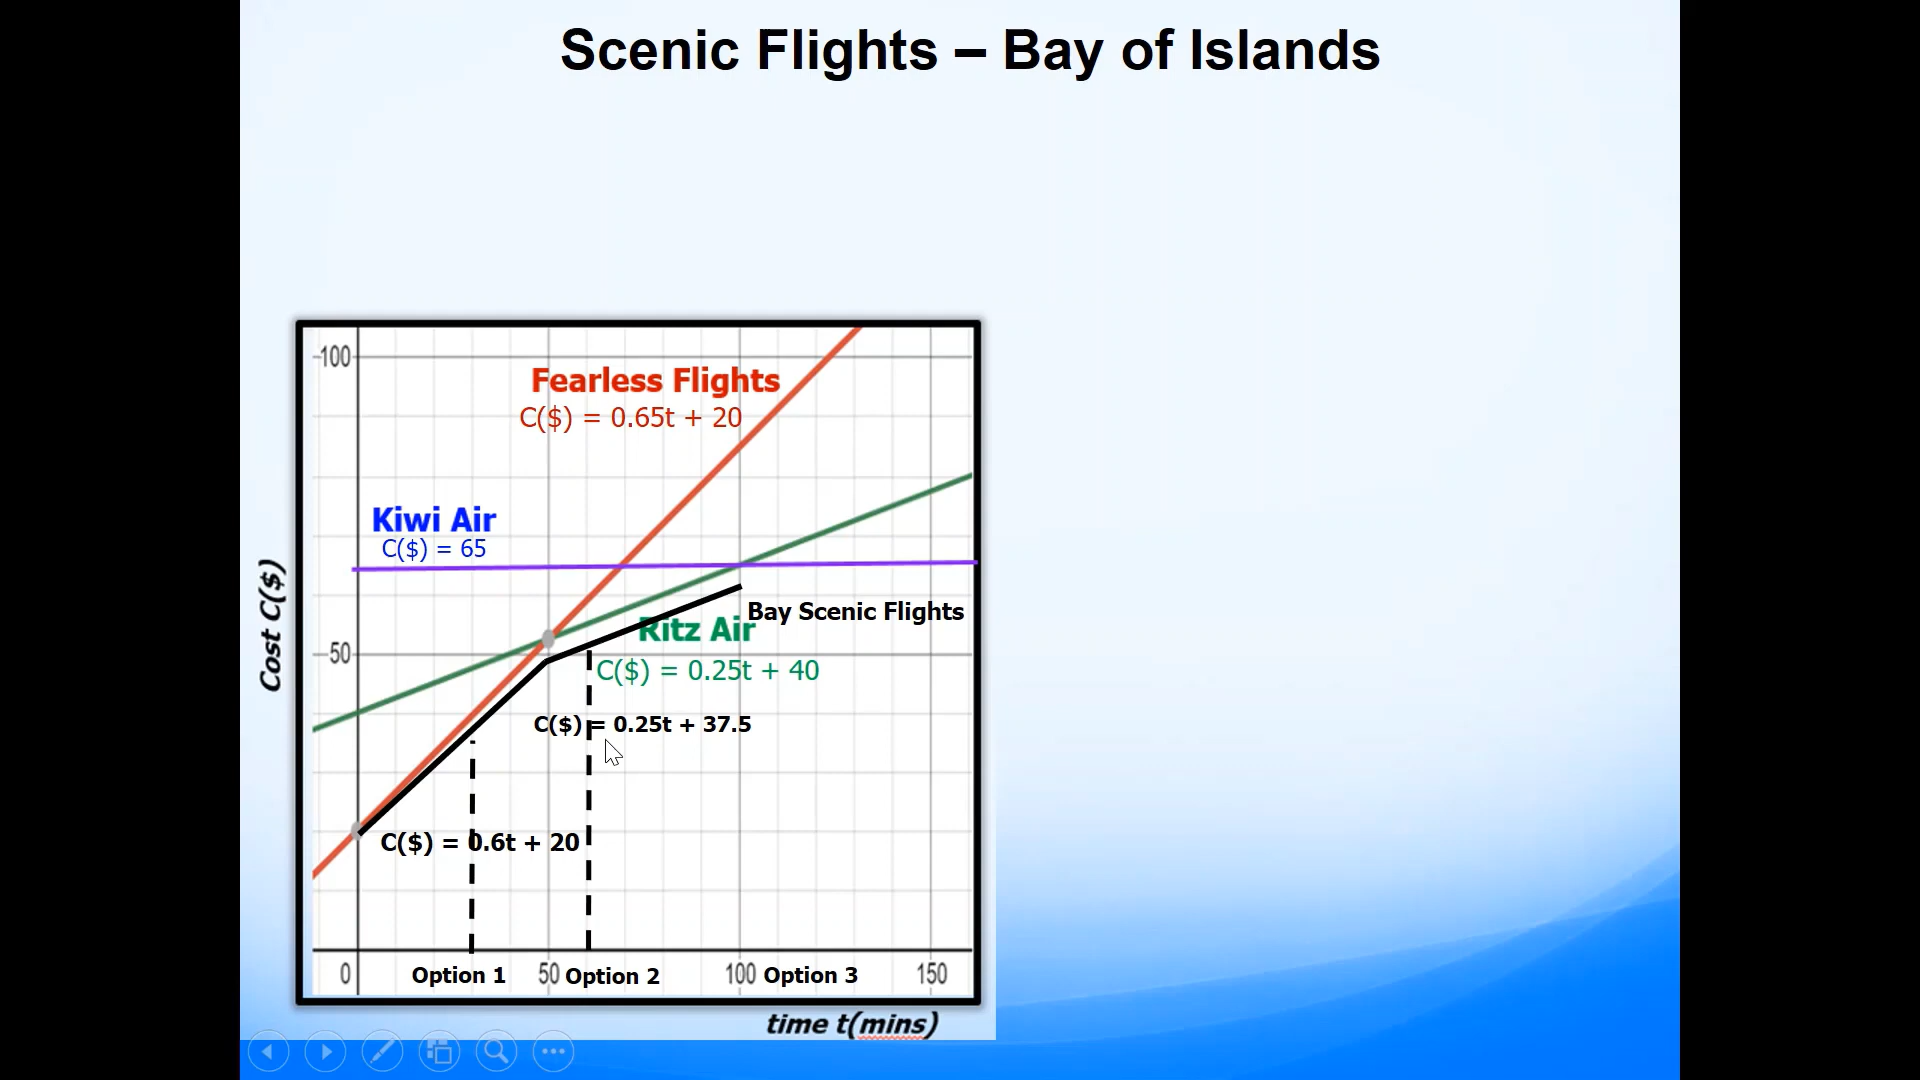 Scenic Flights – Bay of Islands
100
Fearless Flights
C($) = 0.65t + 20
Kiwi Air
C($) = 65
Cost C($)
Bay Scenic Flights
Ritz Air
50
C($) = 0.25t + 40
C($) = 0.25t + 37.5
C($) = 0.6t + 20
0 Option 1 50 Option 2 100 Option 3 150
time t(mins)